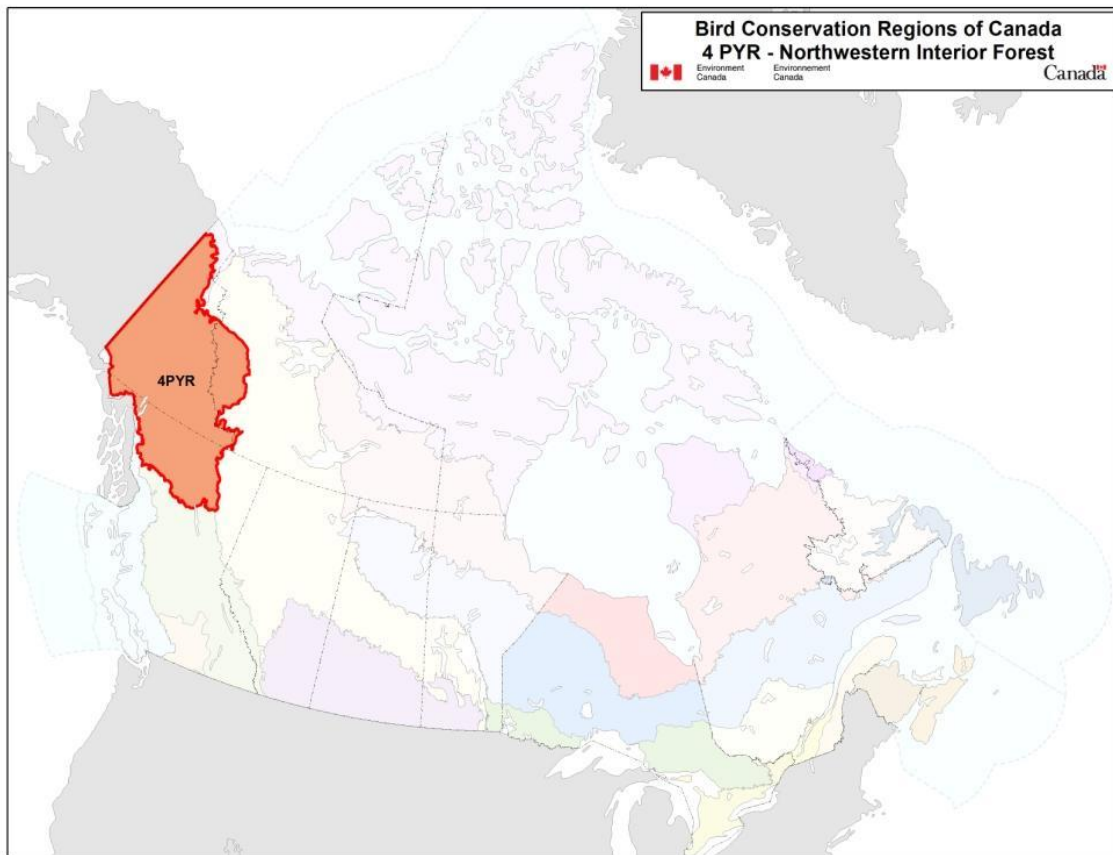 Bird Conservation Regions of Canada
4 PYR - Northwestern Interior Forest
Environment Canada
Environnement Canada
Canada
4PYR